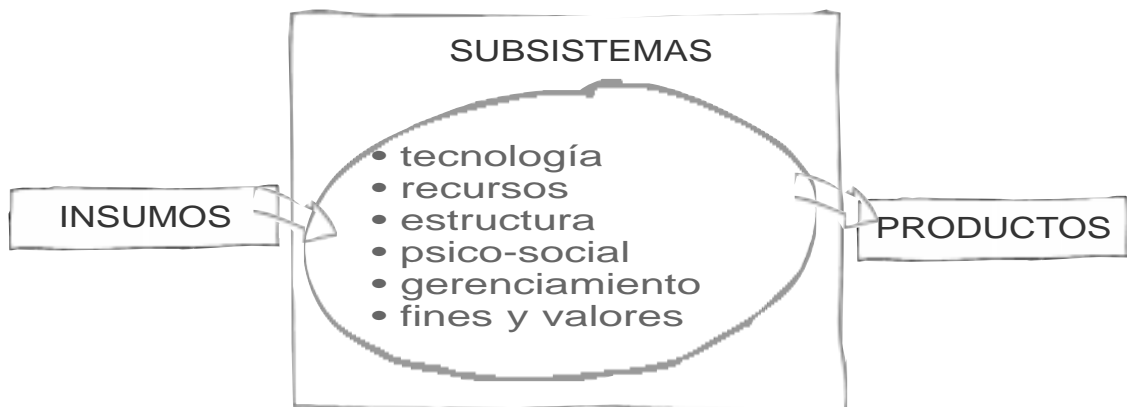 SUBSISTEMAS
• tecnología
• recursos
INSUMOS
• estructura
PRODUCTOS
• psico-social
• gerenciamiento
• fines y valores